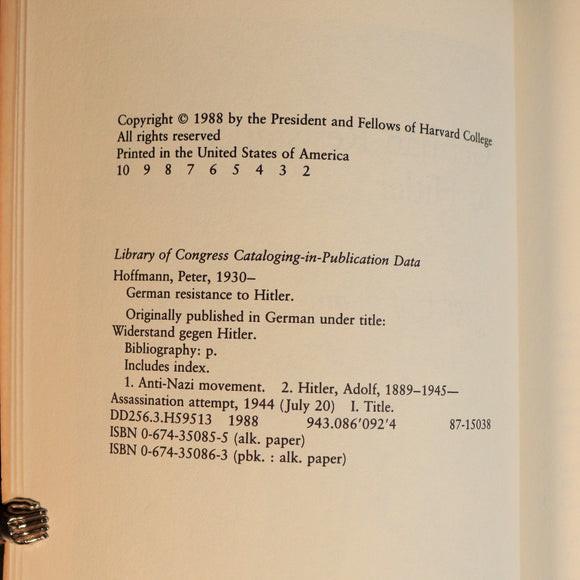 Copyright © 1988 by the President and Fellows of Harvard College
All rights reserved
Printed in the United States of America
10 9 8 7 6 5 4 3 2
Library of Congress Cataloging-in-Publication Data
Hoffmann, Peter, 1930–
German resistance to Hitler.
Originally published in German under title:
Widerstand gegen Hitler.
Bibliography: p.
Includes index.
1. Anti-Nazi movement. 2. Hitler, Adolf, 1889–1945—
Assassination attempt, 1944 (July 20) I. Title.
DD256.3.H59513 1988 943.086'092'4 87-15038
ISBN 0-674-35085-5 (alk. paper)
ISBN 0-674-35086-3 (pbk. : alk. paper)